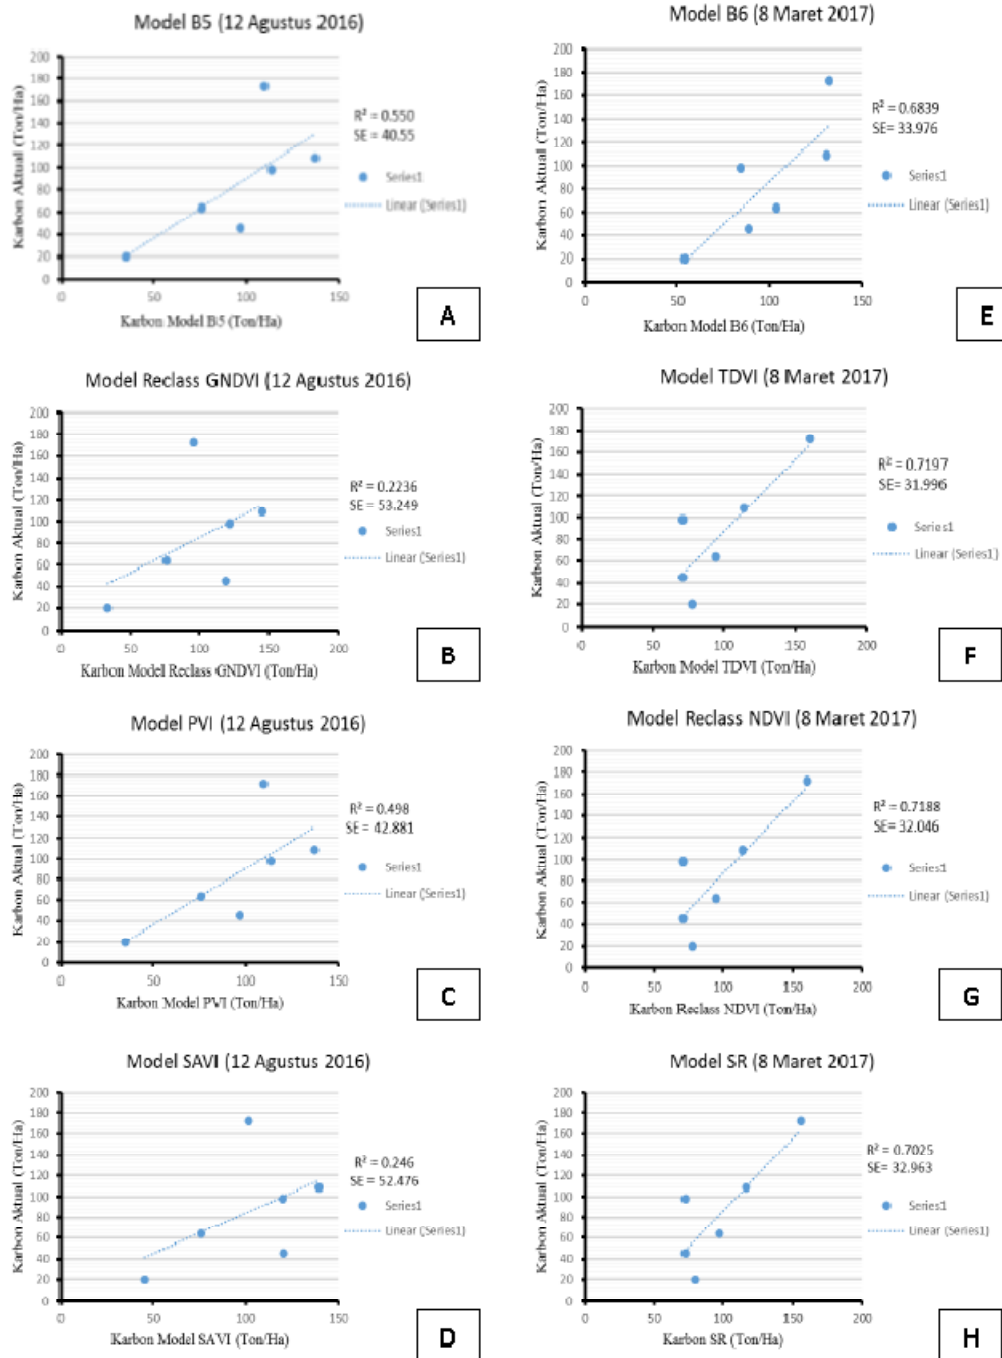 Model B5 (12 Agustus 2016)
200
180
160
140
120
100
80
60
40
20
0
Karbon Aktual (Ton/Ha)
R² = 0.550
SE = 40.55
Series1
Linear (Series1)
0 50 100 150
Karbon Model B5 (Ton/Ha)
A
Model Reclass GNDVI (12 Agustus 2016)
200
180
160
140
120
100
80
60
40
20
0
Karbon Aktual (Ton/Ha)
R² = 0.2236
SE = 53.249
Series1
Linear (Series1)
0 50 100 150 200
Karbon Model Reclass GNDVI (Ton/Ha)
B
Model PVI (12 Agustus 2016)
200
180
160
140
120
100
80
60
40
20
0
Karbon Aktual (Ton/Ha)
R² = 0.498
SE = 42.881
Series1
Linear (Series1)
0 50 100 150
Karbon Model PVI (Ton/Ha)
C
Model SAVI (12 Agustus 2016)
200
180
160
140
120
100
80
60
40
20
0
Karbon Aktual (Ton/Ha)
R² = 0.246
SE = 52.476
Series1
Linear (Series1)
0 50 100 150
Karbon Model SAVI (Ton/Ha)
D
Model B6 (8 Maret 2017)
200
180
160
140
120
100
80
60
40
20
0
Karbon Aktual (Ton/Ha)
R² = 0.6839
SE= 33.976
Series1
Linear (Series1)
0 50 100 150
Karbon Model B6 (Ton/Ha)
E
Model TDVI (8 Maret 2017)
200
180
160
140
120
100
80
60
40
20
0
Karbon Aktual (Ton/Ha)
R² = 0.7197
SE= 31.996
Series1
Linear (Series1)
0 50 100 150 200
Karbon Model TDVI (Ton/Ha)
F
Model Reclass NDVI (8 Maret 2017)
200
180
160
140
120
100
80
60
40
20
0
Karbon Aktual (Ton/Ha)
R² = 0.7188
SE= 32.046
Series1
Linear (Series1)
0 50 100 150 200
Karbon Reclass NDVI (Ton/Ha)
G
Model SR (8 Maret 2017)
200
180
160
140
120
100
80
60
40
20
0
Karbon Aktual (Ton/Ha)
R² = 0.7025
SE= 32.963
Series1
Linear (Series1)
0 50 100 150 200
Karbon SR (Ton/Ha)
H